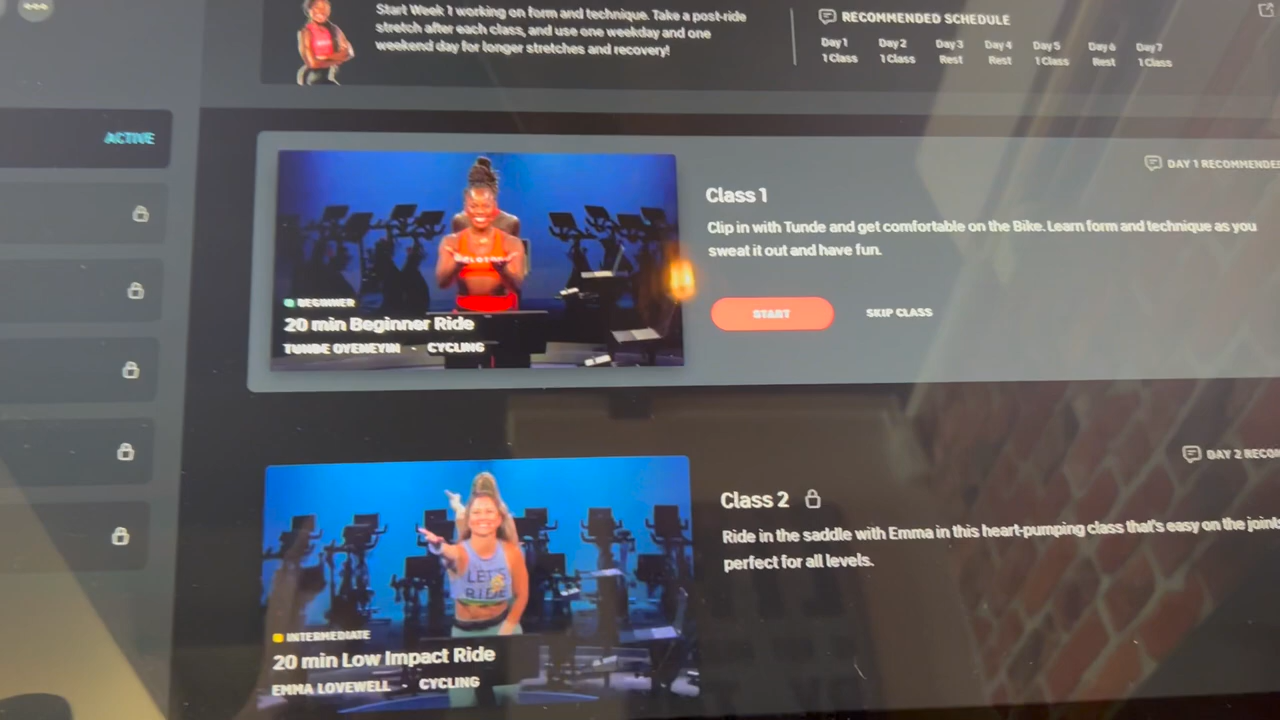 Start Week 1 working on form and technique. Take a post-ride
stretch after each class, and use one weekday and one
weekend day for longer stretches and recovery!
RECOMMENDED SCHEDULE
Day 1 Day 2 Day 3 Day 4 Day 5 Day 6 Day 7
1 Class 1 Class Rest Rest 1 Class Rest 1 Class
ACTIVE
DAY 1 RECOMMENDE
Class 1
Clip in with Tunde and get comfortable on the Bike. Learn form and technique as you
sweat it out and have fun.
START SKIP CLASS
BEGINNER
20 min Beginner Ride
TUNDE OYENEYIN - CYCLING
DAY 2 RECO
Class 2
Ride in the saddle with Emma in this heart-pumping class that's easy on the joint
perfect for all levels.
LET'S
RIDE
INTERMEDIATE
20 min Low Impact Ride
EMMA LOVEWELL - CYCLING